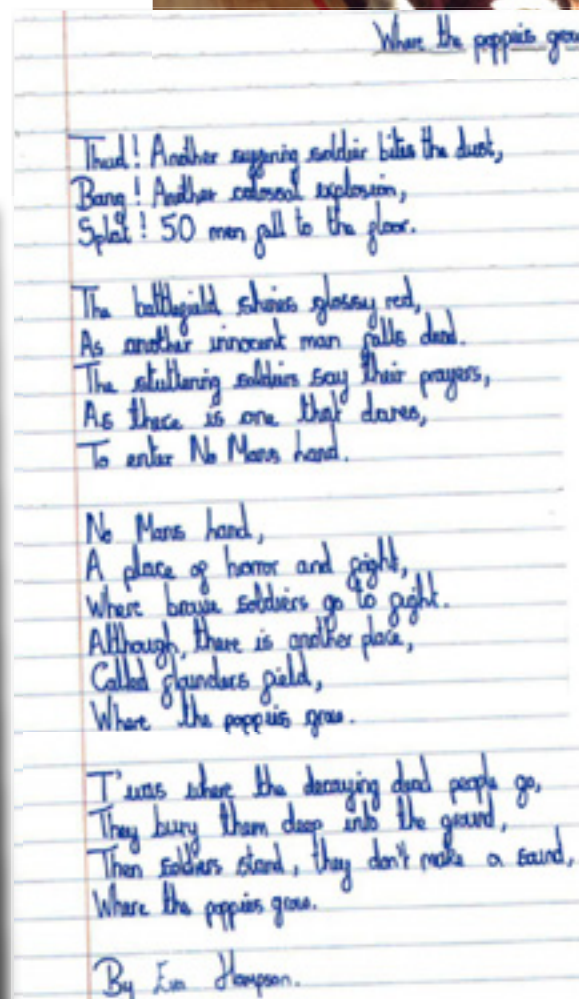 Where the poppies grow
Thud! Another suffering soldier bites the dust,
Bang! Another colossal explosion,
Splat! 50 men fall to the floor.
The battlefield shines glossy red,
As another innocent man falls dead.
The stuttering soldiers say their prayers,
As there is one that dares,
To enter No Mans Land.
No Mans Land,
A place of horror and fright,
Where brave soldiers go to fight.
Although, there is another place,
Called flounders field,
Where the poppies grow.
T'was where the decaying dead people go,
They bury them deep into the ground,
Then soldiers stand, they don't make a sound,
Where the poppies grow.
By Hampson.